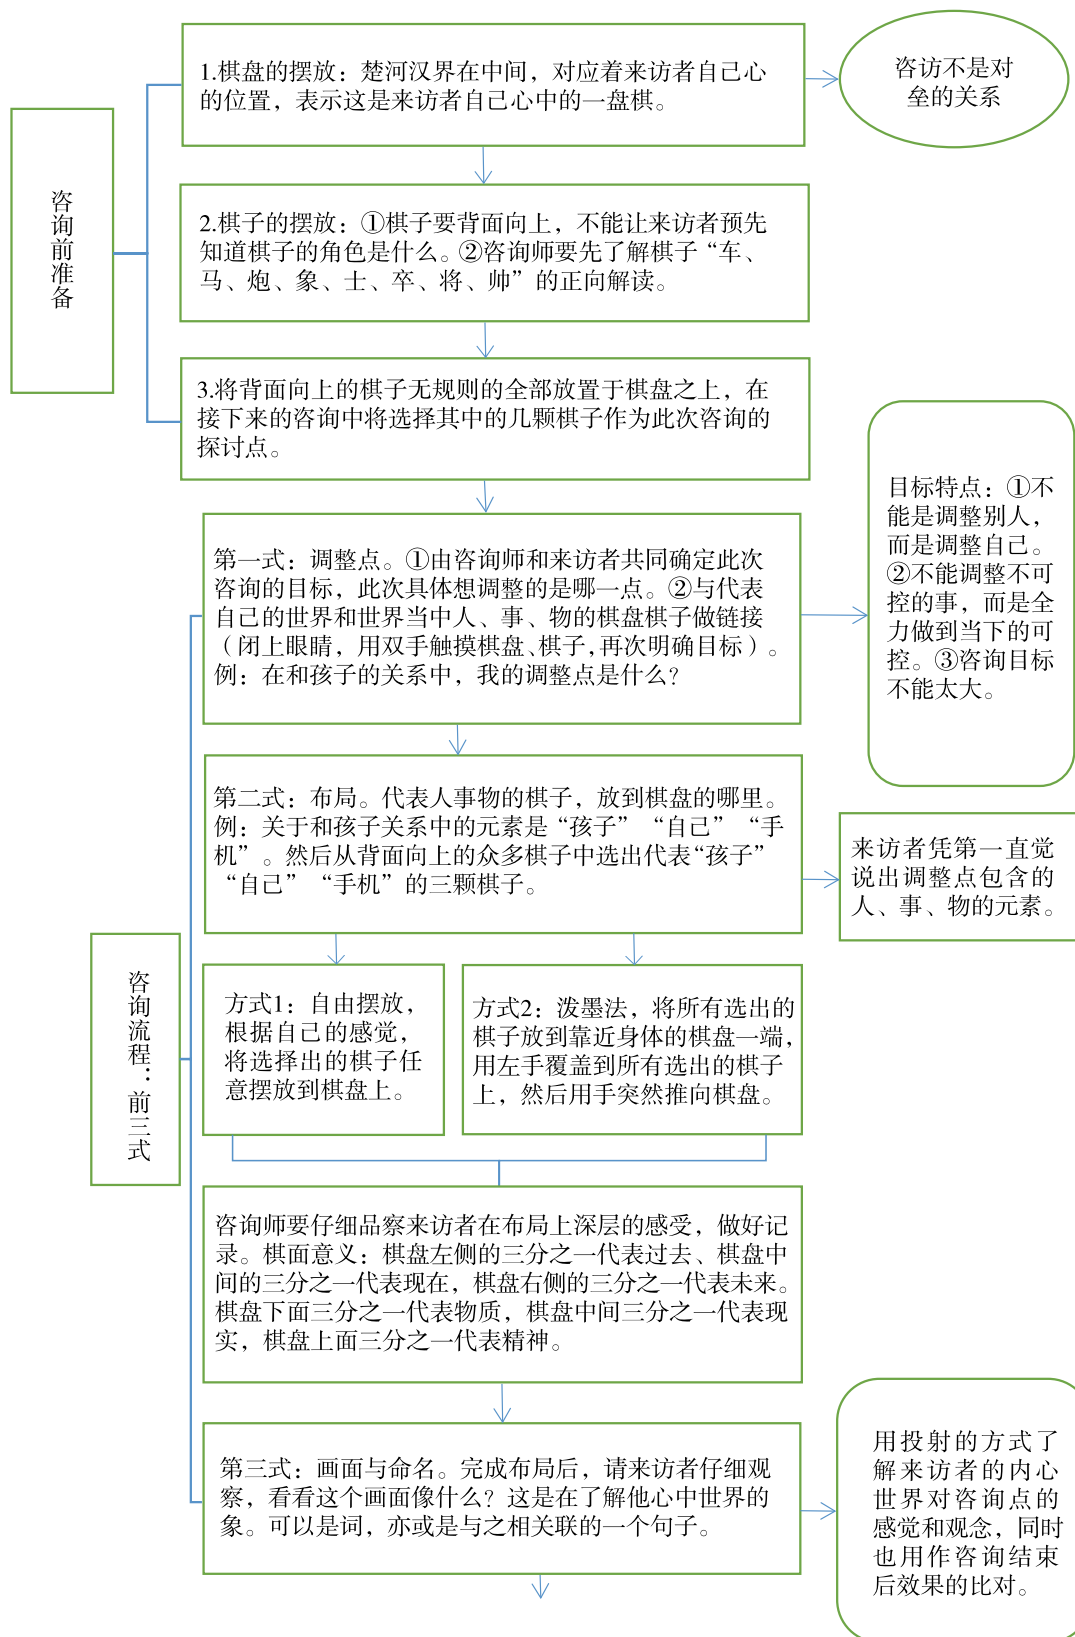 1.棋盘的摆放：楚河汉界在中间，对应着来访者自己心
的位置，表示这是来访者自己心中的一盘棋。
咨访不是对
垒的关系
咨询前准备
2.棋子的摆放：①棋子要背面向上，不能让来访者预先
知道棋子的角色是什么。②咨询师要先了解棋子“车、
马、炮、象、士、卒、将、帅”的正向解读。
3.将背面向上的棋子无规则的全部放置于棋盘之上，在
接下来的咨询中将选择其中的几颗棋子作为此次咨询的
探讨点。
第一式：调整点。①由咨询师和来访者共同确定此次
咨询的目标，此次具体想调整的是哪一点。②与代表
自己的世界和世界当中人、事、物的棋盘棋子做链接
（闭上眼睛，用双手触摸棋盘、棋子，再次明确目标）。
例：在和孩子的关系中，我的调整点是什么？
目标特点：①不
能是调整别人，
而是调整自己。
②不能调整不可
控的事，而是全
力做到当下的可
控。③咨询目标
不能太大。
第二式：布局。代表人事物的棋子，放到棋盘的哪里。
例：关于和孩子关系中的元素是“孩子”“自己”“手
机”。然后从背面向上的众多棋子中选出代表“孩子”
“自己”“手机”的三颗棋子。
来访者凭第一直觉
说出调整点包含的
人、事、物的元素。
咨询流程：前三式
方式1：自由摆放，
根据自己的感觉，
将选择出的棋子任
意摆放到棋盘上。
方式2：泼墨法，将所有选出的
棋子放到靠近身体的棋盘一端，
用左手覆盖到所有选出的棋子
上，然后用手突然推向棋盘。
咨询师要仔细品察来访者在布局上深层的感受，做好记
录。棋面意义：棋盘左侧的三分之一代表过去、棋盘中
间的三分之一代表现在，棋盘右侧的三分之一代表未来。
棋盘下面三分之一代表物质，棋盘中间三分之一代表现
实，棋盘上面三分之一代表精神。
第三式：画面与命名。完成布局后，请来访者仔细观
察，看看这个画面像什么？这是在了解他心中世界的
象。可以是词，亦或是与之相关联的一个句子。
用投射的方式了
解来访者的内心
世界对咨询点的
感觉和观念，同时
也用作咨询结束
后效果的比对。